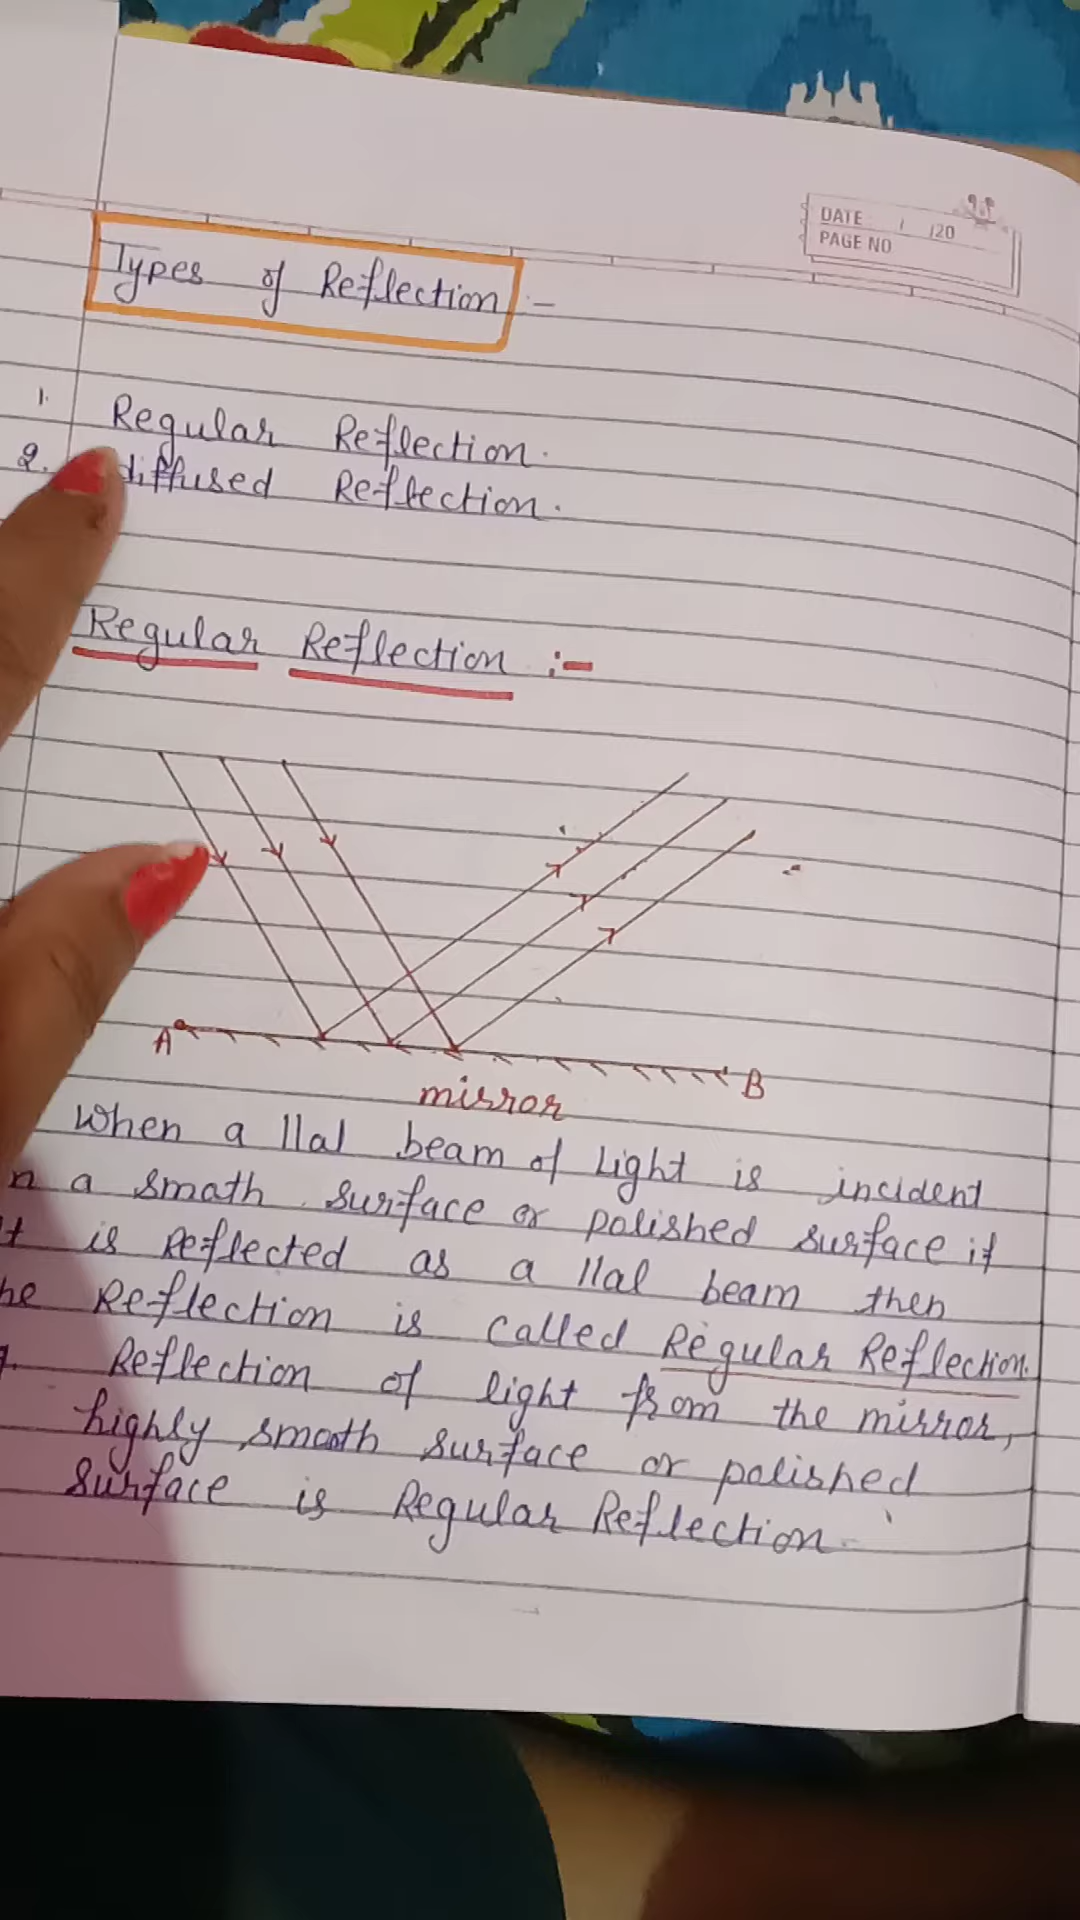 DATE / /20
PAGE NO
Types of Reflection :-
1. Regular Reflection.
2. diffused Reflection.
Regular Reflection :-
A B
mirror
When a llal beam of light is incident
n a smath surface or polished surface if
t is reflected as a llal beam then
he Reflection is called Regular Reflection.
Reflection of light from the mirror,
highly smooth surface or polished
surface is Regular Reflection.